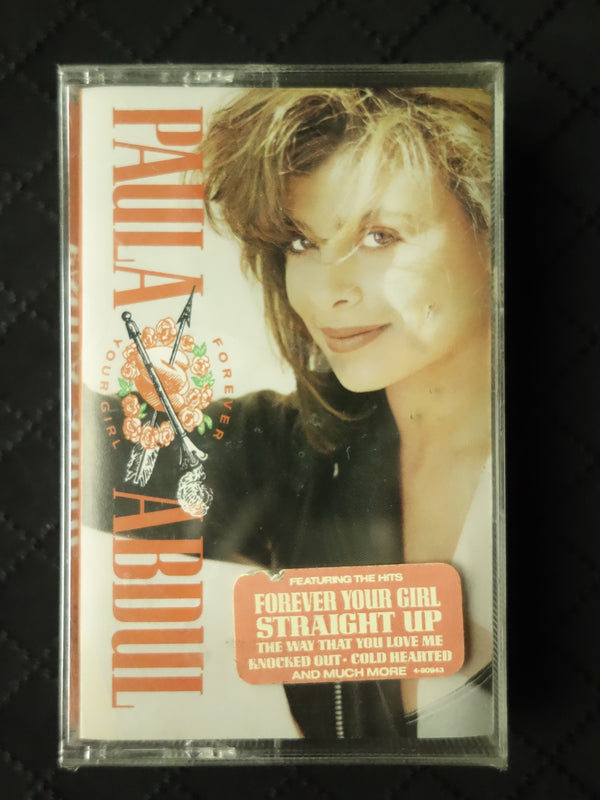 PAULA ABDUL
FOREVER
YOUR GIRL
FEATURING THE HITS
FOREVER YOUR GIRL
STRAIGHT UP
THE WAY THAT YOU LOVE ME
KNOCKED OUT • COLD HEARTED
AND MUCH MORE 4-90943